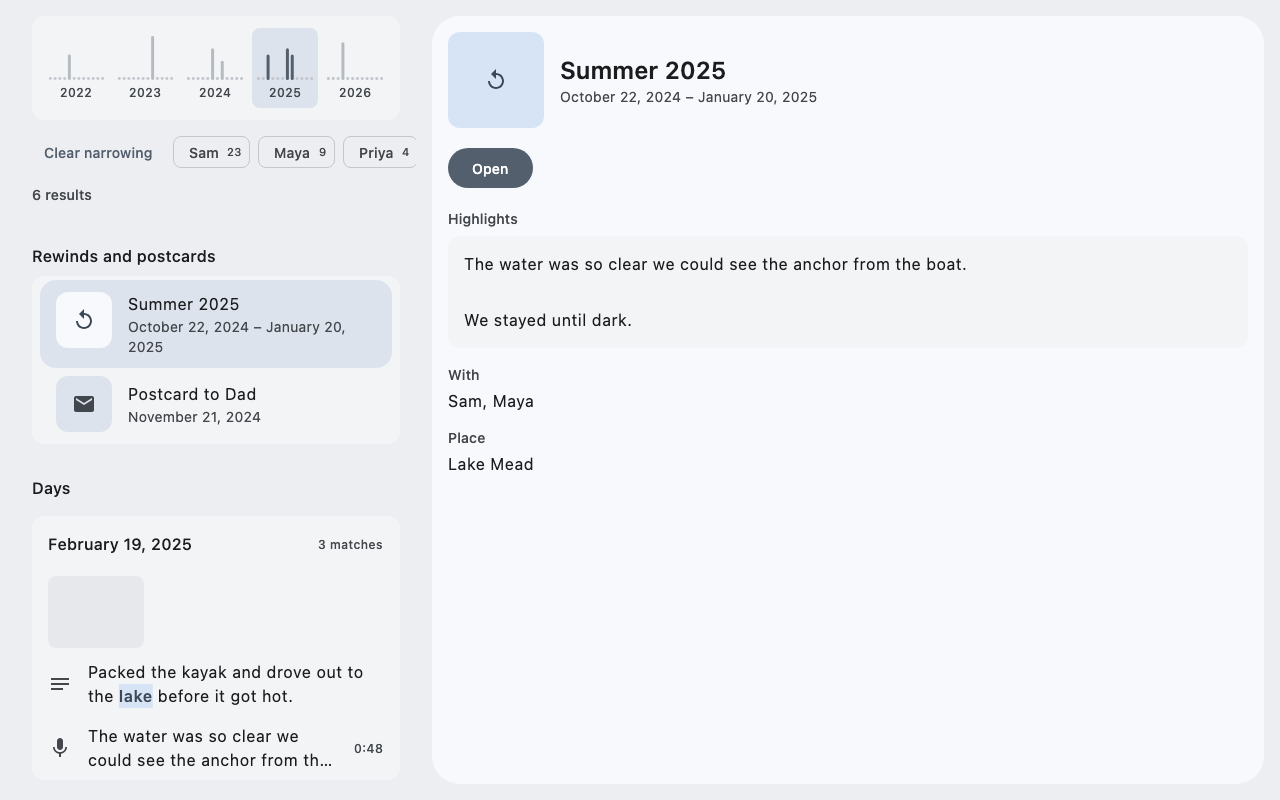 2022 2023 2024 2025 2026
Clear narrowing Sam 23 Maya 9 Priya 4
6 results
Rewinds and postcards
Summer 2025
October 22, 2024 – January 20,
2025
Postcard to Dad
November 21, 2024
Days
February 19, 2025 3 matches
Packed the kayak and drove out to
the lake before it got hot.
The water was so clear we
could see the anchor from th…
0:48
Summer 2025
October 22, 2024 – January 20, 2025
Open
Highlights
The water was so clear we could see the anchor from the boat.
We stayed until dark.
With
Sam, Maya
Place
Lake Mead